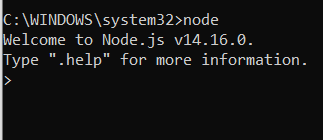 C:\WINDOWS\system32>node
Welcome to Node.js v14.16.0.
Type ".help" for more information.
>